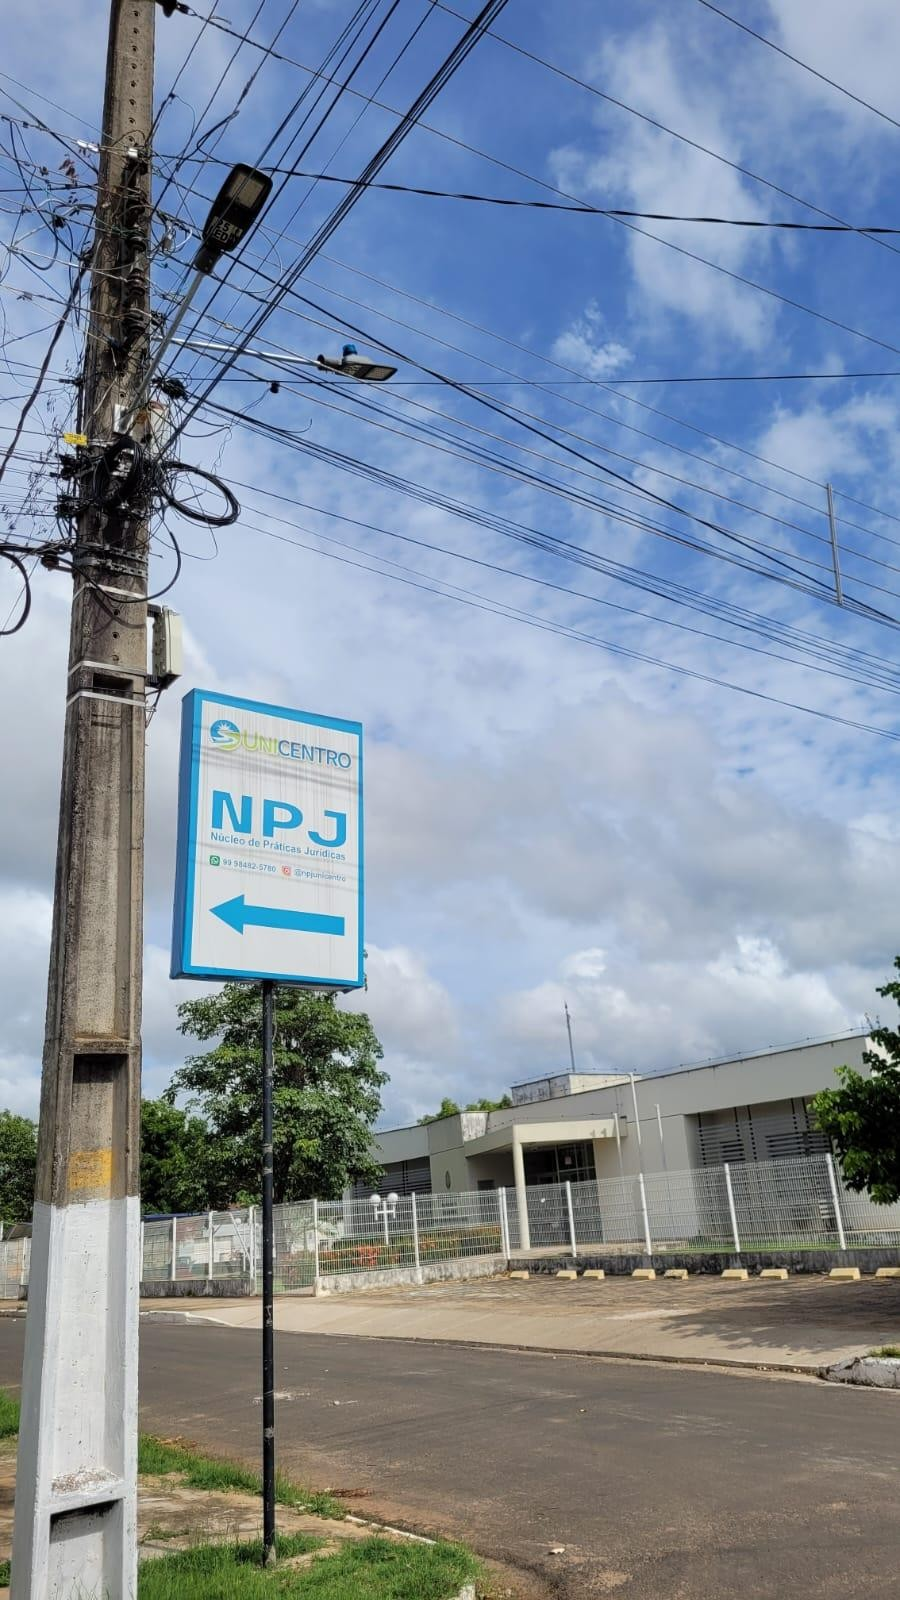 UNICENTRO
NPJ
Núcleo de Práticas Jurídicas
99 98482-5780 @npjunicentro